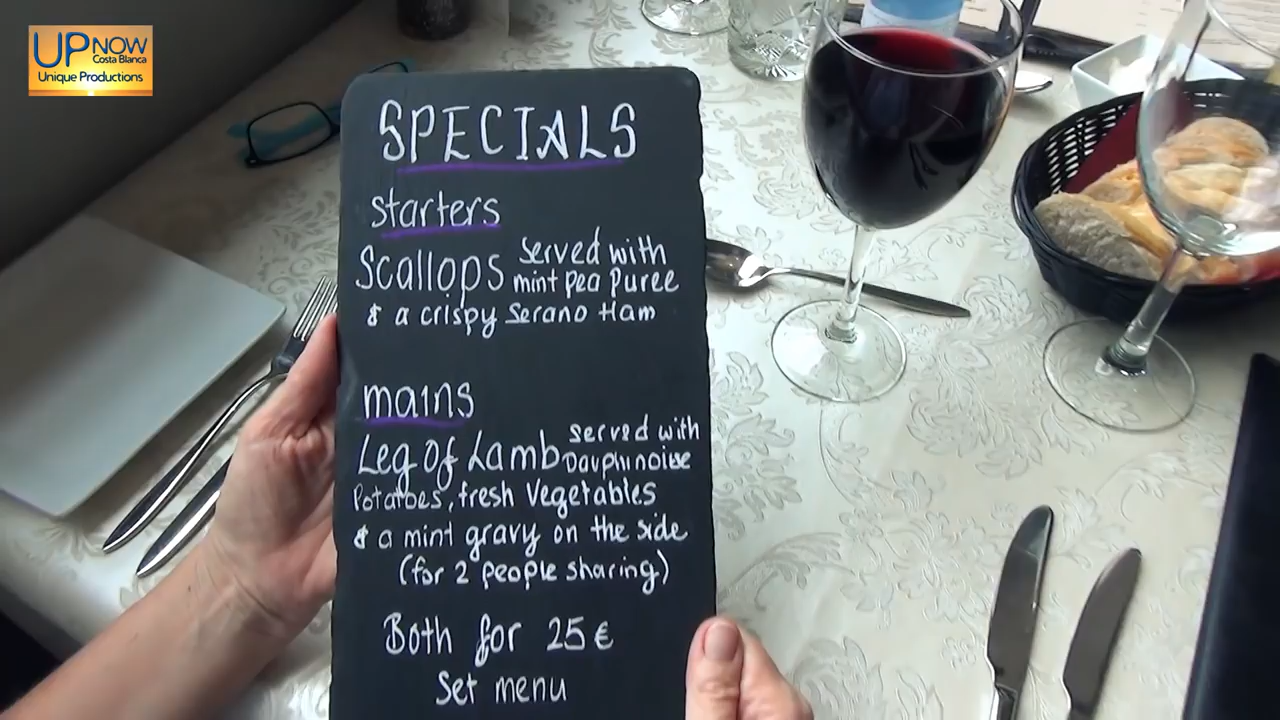 UP NOW
Costa Blanca
Unique Productions
SPECIALS
starters
Scallops served with
mint pea Puree
& a crispy Serano Ham
mains
Leg Of Lamb served with
Dauphinoise
Potatoes, fresh Vegetables
& a mint gravy on the side
(for 2 people sharing)
Both for 25 €
Set menu